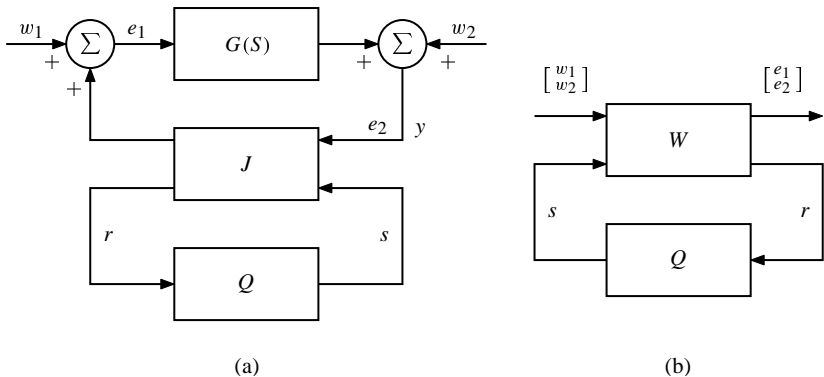 w₁
e₁
G(S)
w₂
Σ
Σ
+
+
+
+
e₂
y
J
r
s
Q
(a)
[w₁ w₂]
[e₁ e₂]
W
s
r
Q
(b)